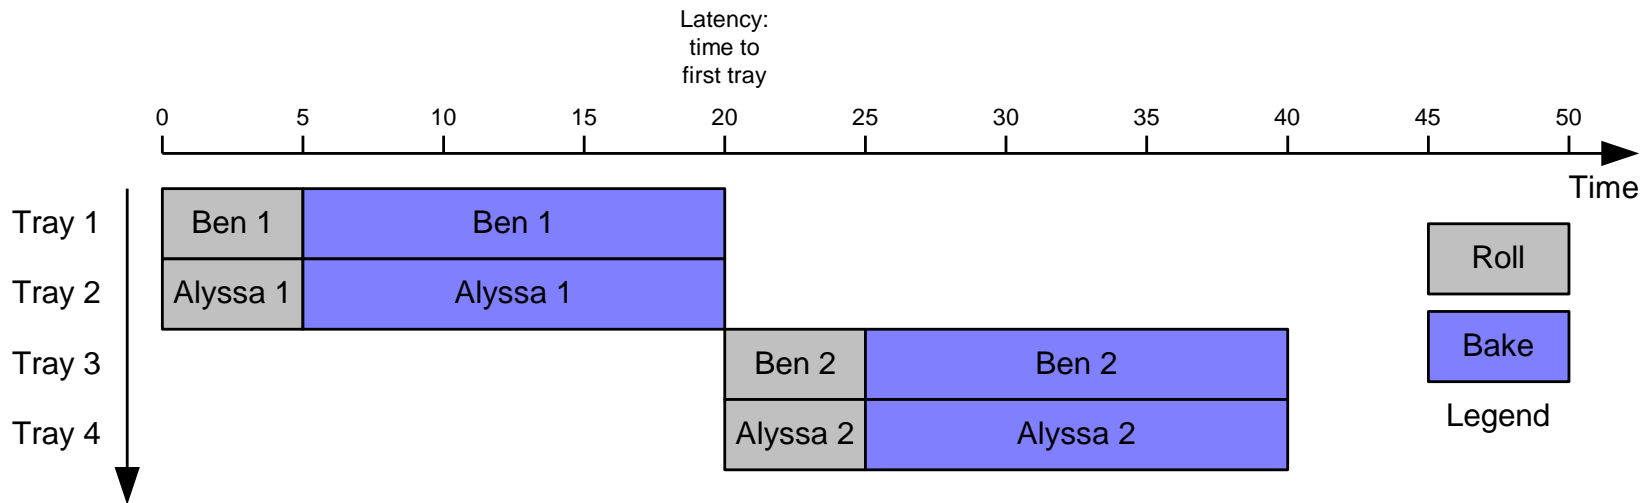 Latency:
time to
first tray
0 5 10 15 20 25 30 35 40 45 50
Time
Tray 1 Ben 1 Ben 1
Roll
Tray 2 Alyssa 1 Alyssa 1
Bake
Tray 3 Ben 2 Ben 2
Legend
Tray 4 Alyssa 2 Alyssa 2